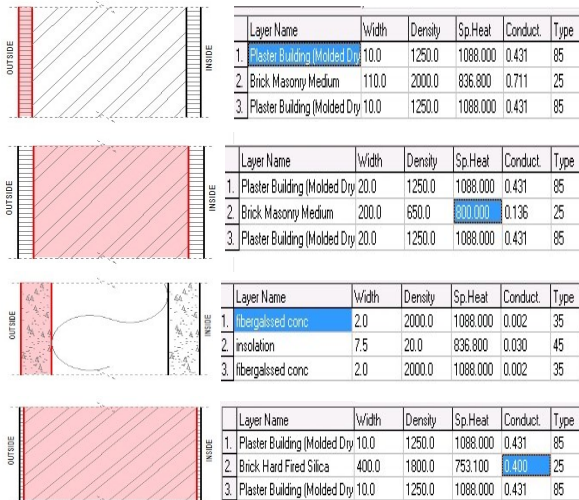 OUTSIDE
INSIDE
Layer Name Width Density Sp.Heat Conduct. Type
1. Plaster Building (Molded Dry 10.0 1250.0 1088.000 0.431 85
2. Brick Masonry Medium 110.0 2000.0 836.800 0.711 25
3. Plaster Building (Molded Dry 10.0 1250.0 1088.000 0.431 85
OUTSIDE
INSIDE
Layer Name Width Density Sp.Heat Conduct. Type
1. Plaster Building (Molded Dry 20.0 1250.0 1088.000 0.431 85
2. Brick Masonry Medium 200.0 650.0 800.000 0.136 25
3. Plaster Building (Molded Dry 20.0 1250.0 1088.000 0.431 85
OUTSIDE
INSIDE
Layer Name Width Density Sp.Heat Conduct. Type
1. fibergalssed conc 2.0 2000.0 1088.000 0.002 35
2. insolation 7.5 20.0 836.800 0.030 45
3. fibergalssed conc 2.0 2000.0 1088.000 0.002 35
OUTSIDE
INSIDE
Layer Name Width Density Sp.Heat Conduct. Type
1. Plaster Building (Molded Dry 10.0 1250.0 1088.000 0.431 85
2. Brick Hard Fired Silica 400.0 1800.0 753.100 0.400 25
3. Plaster Building (Molded Dry 10.0 1250.0 1088.000 0.431 85